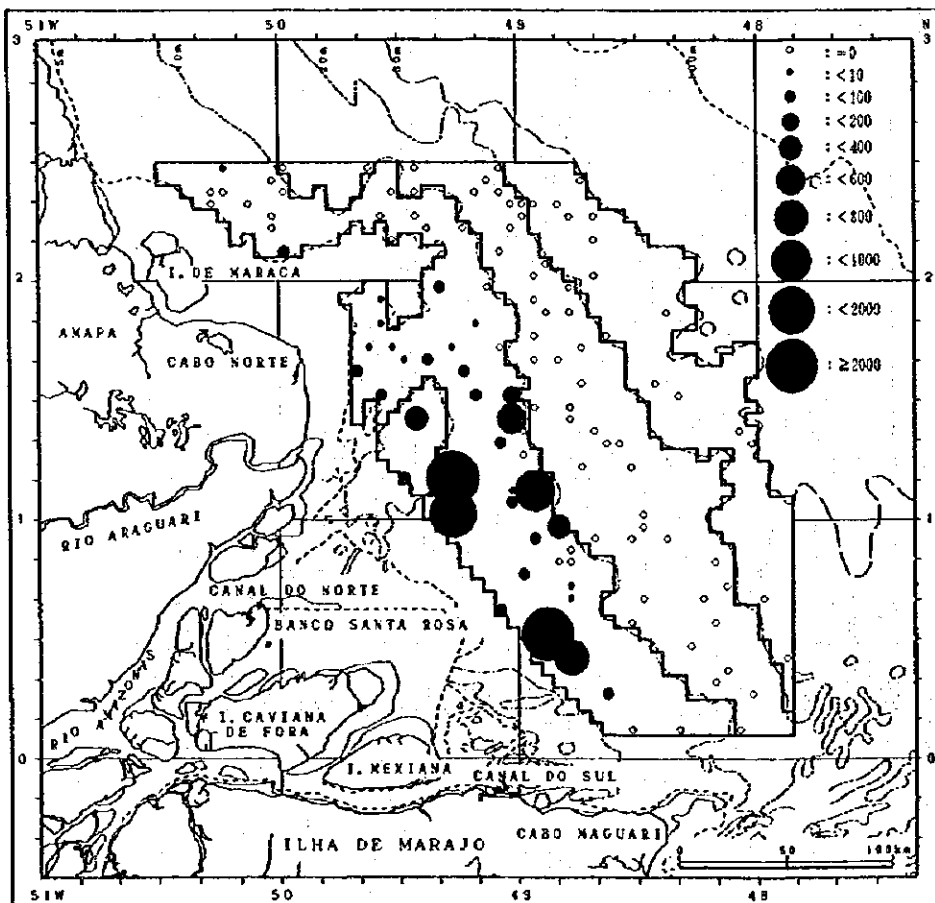 51W 50 49 48 N
3 3
10m
20m
: =0
: <10
: <100
: <200
: <400
: <600
: <800
: <1000
: <2000
: ≥2000
2 2
I. DE MARACA
AMAPA
CABO NORTE
1 1
RIO ARAGUARI
CANAL DO NORTE
BANCO SANTA ROSA
RIO AMAZONAS
I. CAVIANA
DE FORA
I. MEXIANA
CANAL DO SUL
0 0
CABO MAGUARI
ILHA DE MARAJO
0 50 100km
51W 50 49 48